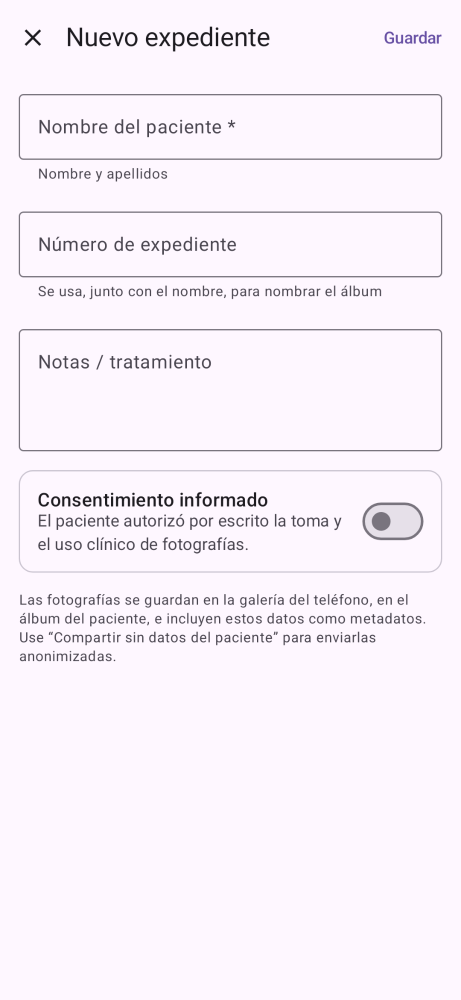 Nuevo expediente
Guardar
Nombre del paciente *
Nombre y apellidos
Número de expediente
Se usa, junto con el nombre, para nombrar el álbum
Notas / tratamiento
Consentimiento informado
El paciente autorizó por escrito la toma y
el uso clínico de fotografías.
Las fotografías se guardan en la galería del teléfono, en el
álbum del paciente, e incluyen estos datos como metadatos.
Use “Compartir sin datos del paciente” para enviarlas
anonimizadas.